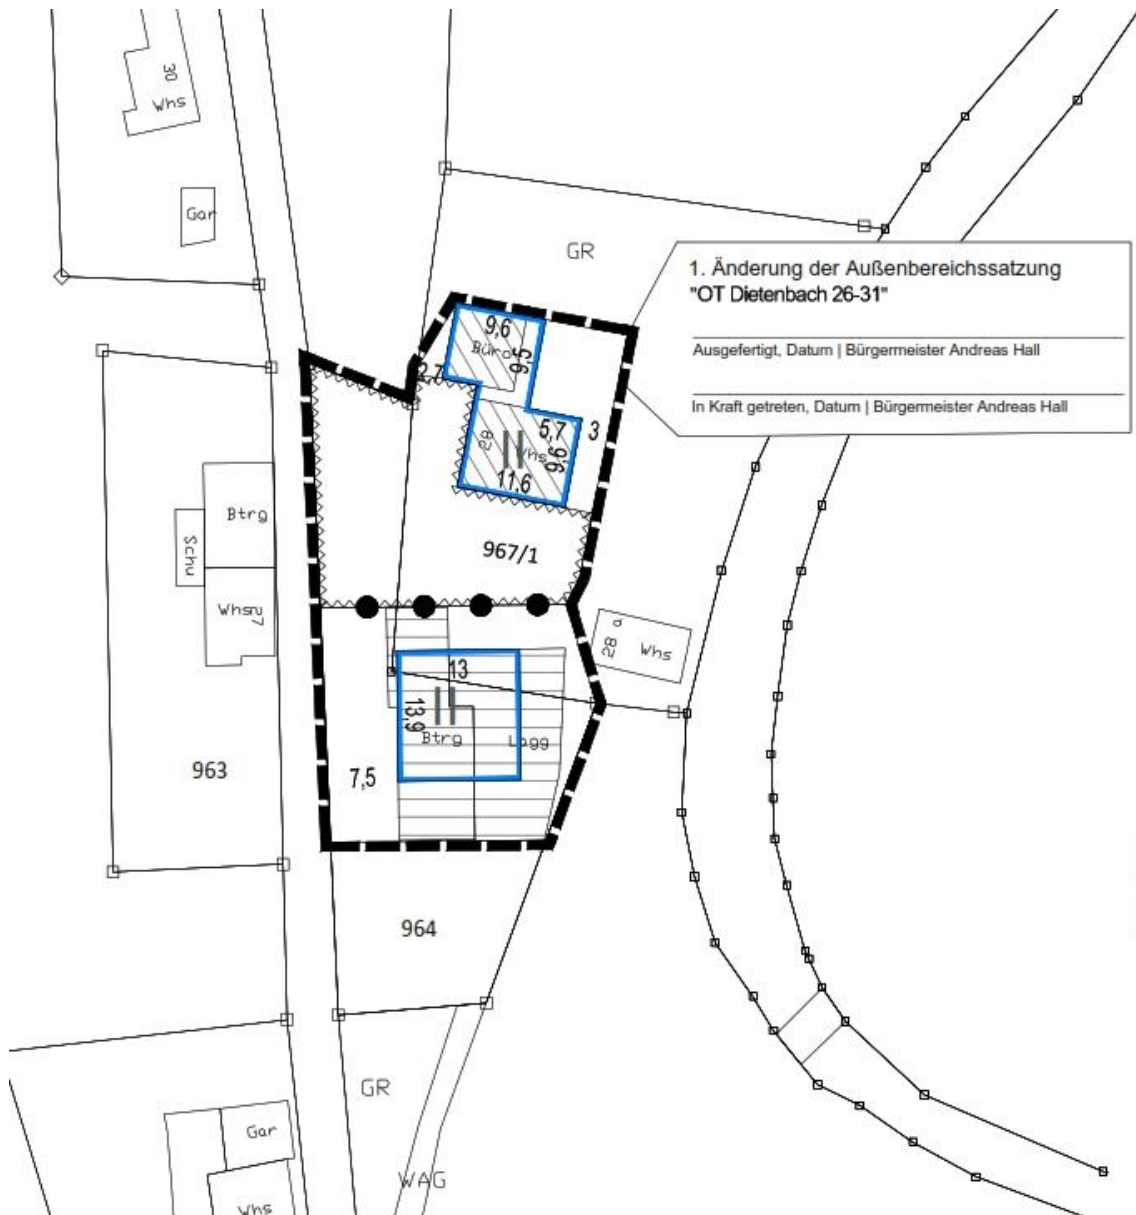 30
Whs
Gar
GR
1. Änderung der Außenbereichssatzung
"OT Dietenbach 26-31"
Ausgefertigt, Datum | Bürgermeister Andreas Hall
In Kraft getreten, Datum | Bürgermeister Andreas Hall
9,6
Büro
9,5
2,7
5,7
3
28
Whs
9,6
11,6
Btrg
Schu
967/1
Whs
27
28
a
Whs
13
13,9
Btrg
Lagg
7,5
963
964
GR
Gar
WAG
Whs